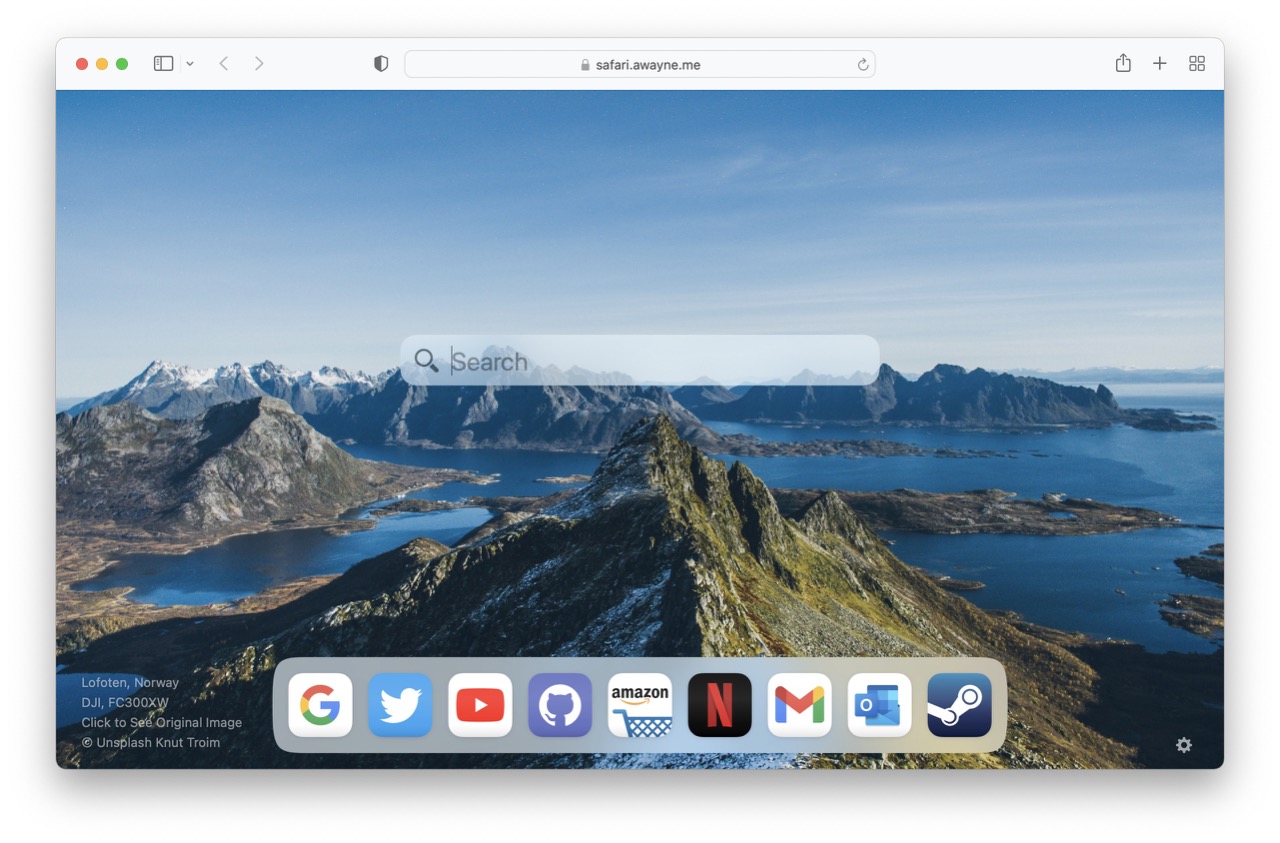 safari.awayne.me
Search
amazon
Lofoten, Norway
DJI, FC300XW
Click to See Original Image
© Unsplash Knut Troim